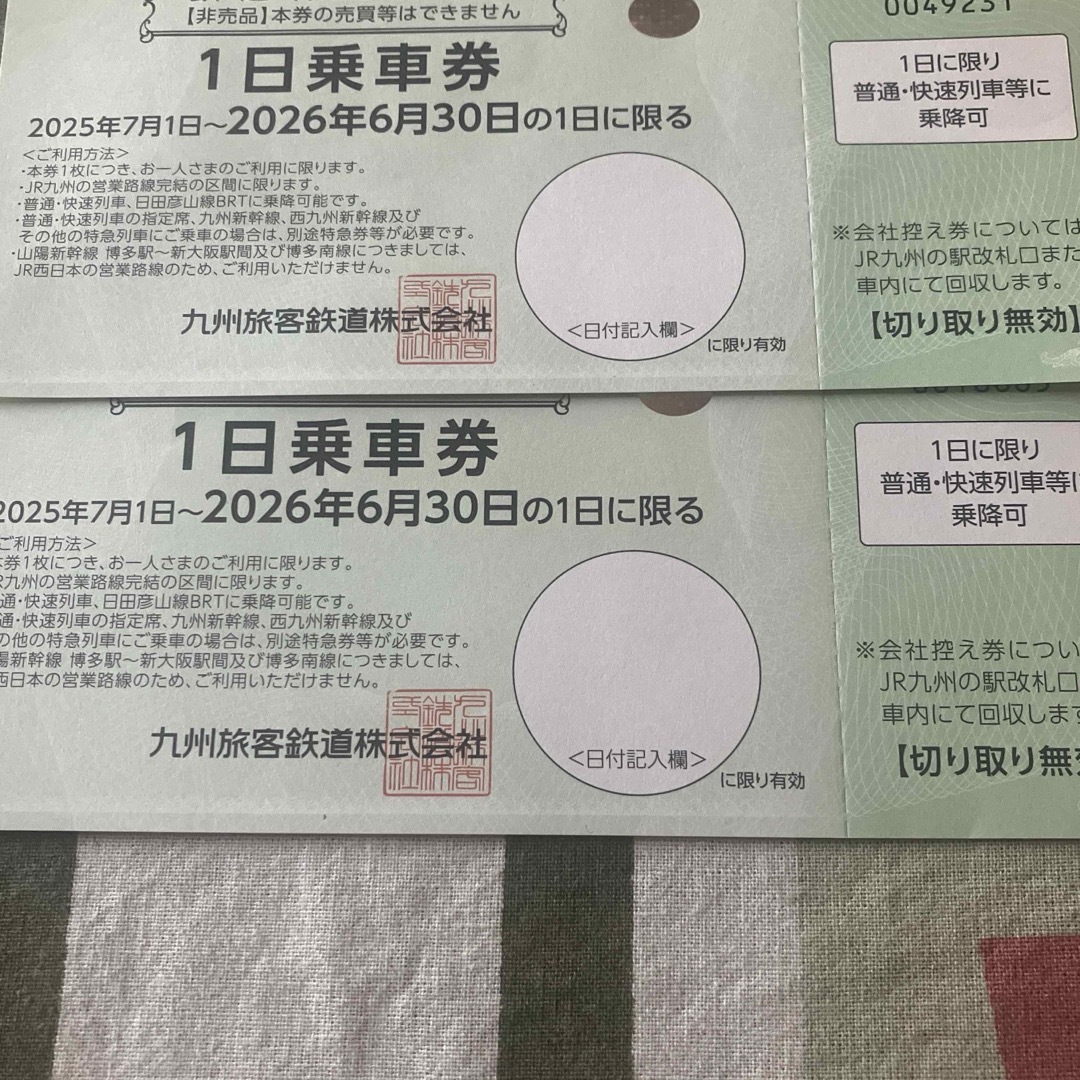 【非売品】本券の売買等はできません
1日乗車券
2025年7月1日～2026年6月30日の1日に限る
＜ご利用方法＞
・本券1枚につき、お一人さまのご利用に限ります。
・JR九州の営業路線完結の区間に限ります。
・普通・快速列車、日田彦山線BRTに乗降可能です。
・普通・快速列車の指定席、九州新幹線、西九州新幹線及び
その他の特急列車にご乗車の場合は、別途特急券等が必要です。
・山陽新幹線 博多駅～新大阪駅間及び博多南線につきましては、
JR西日本の営業路線のため、ご利用いただけません。
九州旅客鉄道株式会社
＜日付記入欄＞
に限り有効
0049231
1日に限り
普通・快速列車等に
乗降可
※会社控え券については
JR九州の駅改札口また
車内にて回収します。
【切り取り無効】
1日乗車券
2025年7月1日～2026年6月30日の1日に限る
ご利用方法＞
本券1枚につき、お一人さまのご利用に限ります。
R九州の営業路線完結の区間に限ります。
通・快速列車、日田彦山線BRTに乗降可能です。
通・快速列車の指定席、九州新幹線、西九州新幹線及び
の他の特急列車にご乗車の場合は、別途特急券等が必要です。
陽新幹線 博多駅～新大阪駅間及び博多南線につきましては、
西日本の営業路線のため、ご利用いただけません。
九州旅客鉄道株式会社
＜日付記入欄＞
に限り有効
1日に限り
普通・快速列車等に
乗降可
※会社控え券につい
JR九州の駅改札口
車内にて回収します
【切り取り無効